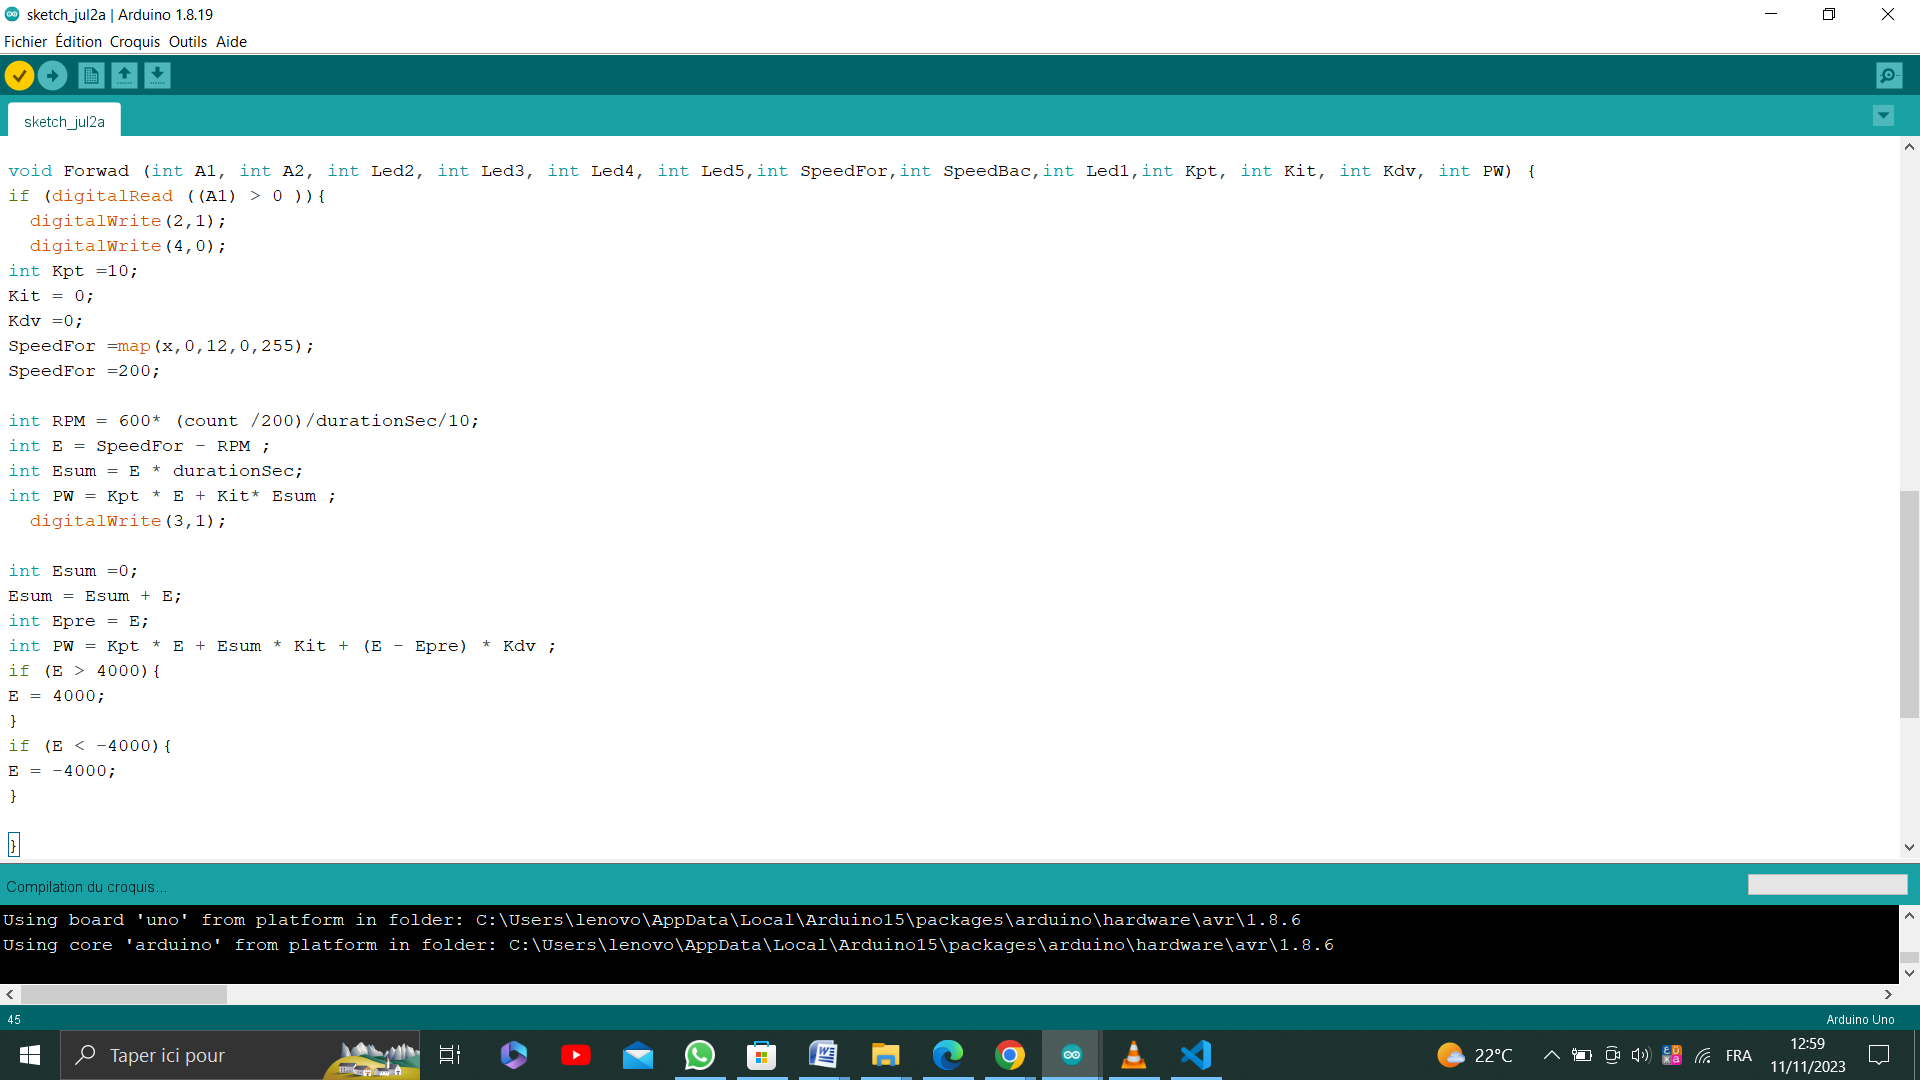 sketch_jul2a | Arduino 1.8.19
Fichier Édition Croquis Outils Aide
sketch_jul2a
void Forwad (int A1, int A2, int Led2, int Led3, int Led4, int Led5,int SpeedFor,int SpeedBac,int Led1,int Kpt, int Kit, int Kdv, int PW) {
if (digitalRead ((A1) > 0 )){
digitalWrite(2,1);
digitalWrite(4,0);
int Kpt =10;
Kit = 0;
Kdv =0;
SpeedFor =map(x,0,12,0,255);
SpeedFor =200;
int RPM = 600* (count /200)/durationSec/10;
int E = SpeedFor - RPM ;
int Esum = E * durationSec;
int PW = Kpt * E + Kit* Esum ;
digitalWrite(3,1);
int Esum =0;
Esum = Esum + E;
int Epre = E;
int PW = Kpt * E + Esum * Kit + (E - Epre) * Kdv ;
if (E > 4000){
E = 4000;
}
if (E < -4000){
E = -4000;
}
}
Compilation du croquis...
Using board 'uno' from platform in folder: C:\Users\lenovo\AppData\Local\Arduino15\packages\arduino\hardware\avr\1.8.6
Using core 'arduino' from platform in folder: C:\Users\lenovo\AppData\Local\Arduino15\packages\arduino\hardware\avr\1.8.6
45
Arduino Uno
Taper ici pour
22°C
FRA
12:59
11/11/2023